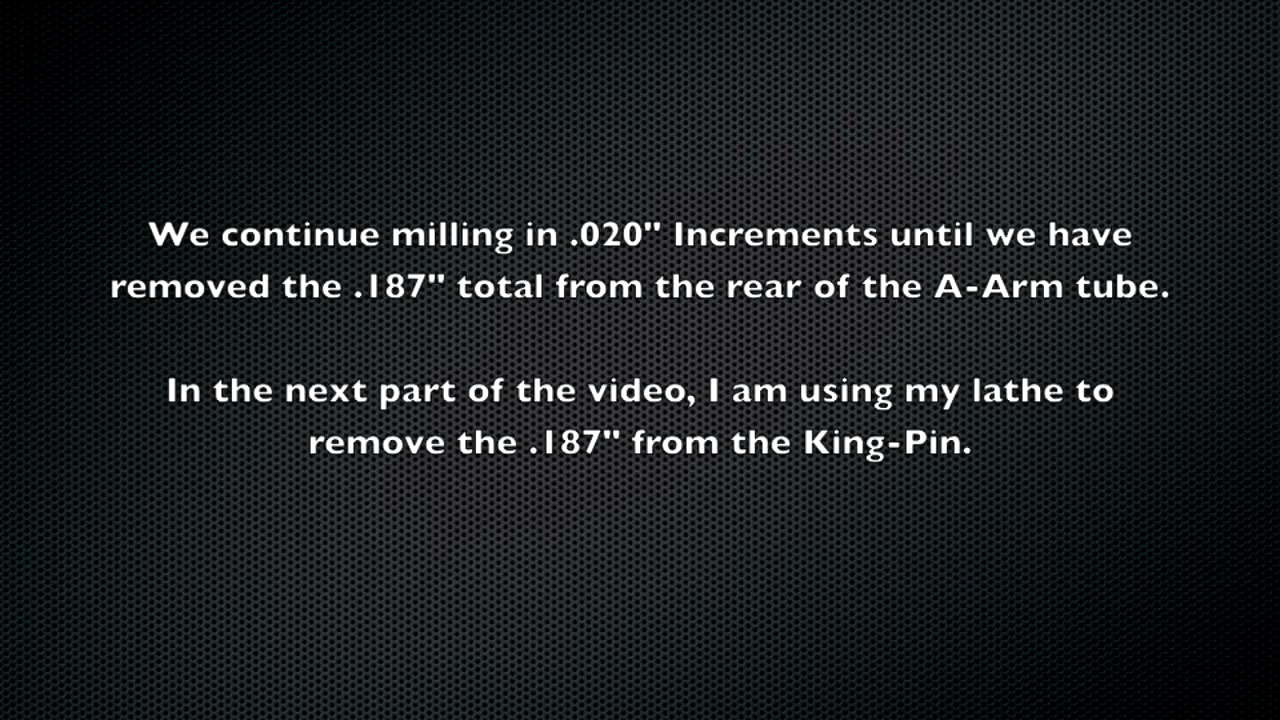 We continue milling in .020" Increments until we have
removed the .187" total from the rear of the A-Arm tube.
In the next part of the video, I am using my lathe to
remove the .187" from the King-Pin.